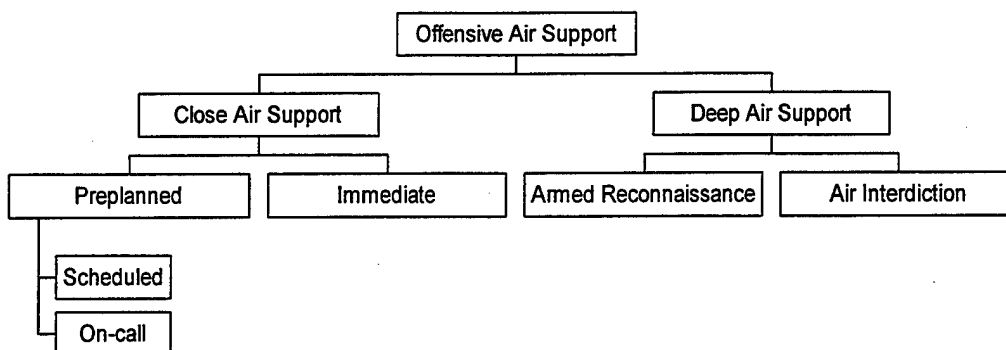 Offensive Air Support
Close Air Support
Deep Air Support
Preplanned
Immediate
Armed Reconnaissance
Air Interdiction
Scheduled
On-call